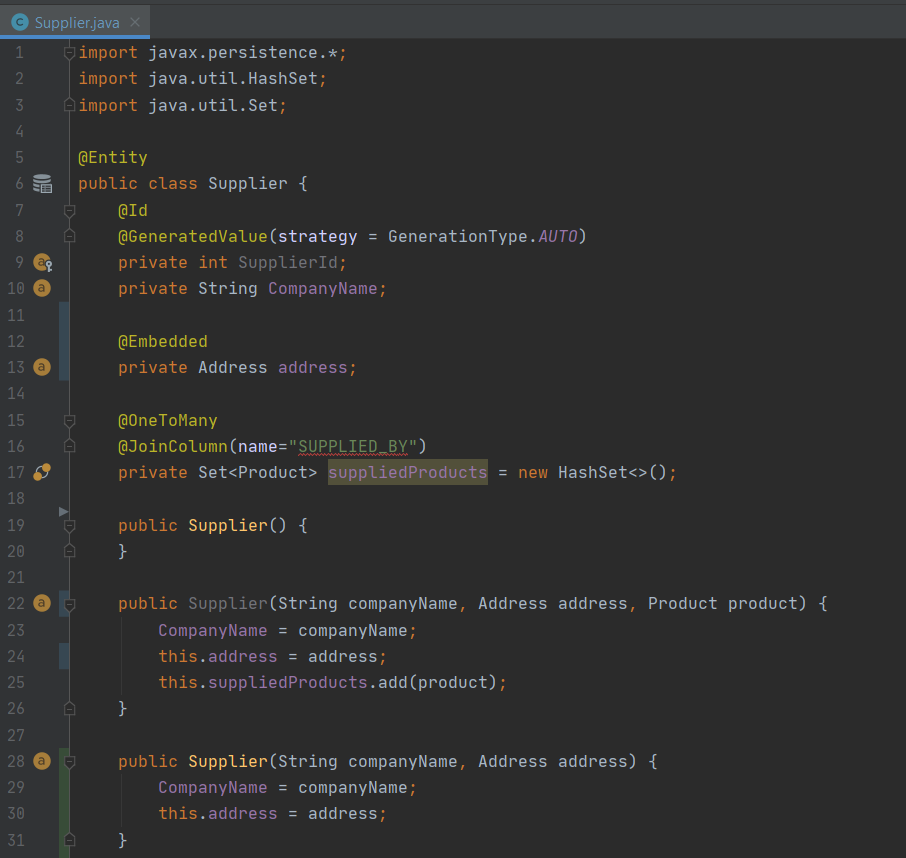 Supplier.java
1 import javax.persistence.*;
2 import java.util.HashSet;
3 import java.util.Set;
4
5 @Entity
6 public class Supplier {
7     @Id
8     @GeneratedValue(strategy = GenerationType.AUTO)
9     private int SupplierId;
10     private String CompanyName;
11
12     @Embedded
13     private Address address;
14
15     @OneToMany
16     @JoinColumn(name="SUPPLIED_BY")
17     private Set<Product> suppliedProducts = new HashSet<>();
18
19     public Supplier() {
20     }
21
22     public Supplier(String companyName, Address address, Product product) {
23         CompanyName = companyName;
24         this.address = address;
25         this.suppliedProducts.add(product);
26     }
27
28     public Supplier(String companyName, Address address) {
29         CompanyName = companyName;
30         this.address = address;
31     }